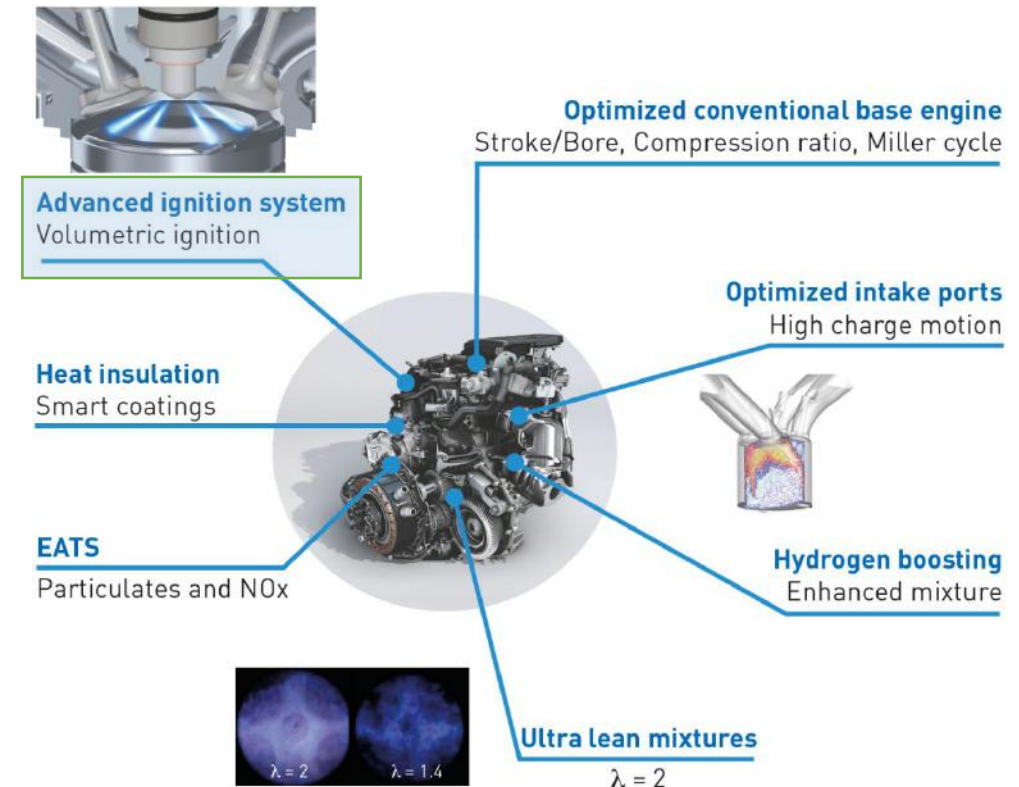 Optimized conventional base engine
Stroke/Bore, Compression ratio, Miller cycle
Advanced ignition system
Volumetric ignition
Optimized intake ports
High charge motion
Heat insulation
Smart coatings
EATS
Particulates and NOx
Hydrogen boosting
Enhanced mixture
λ = 2
λ = 1.4
Ultra lean mixtures
λ = 2